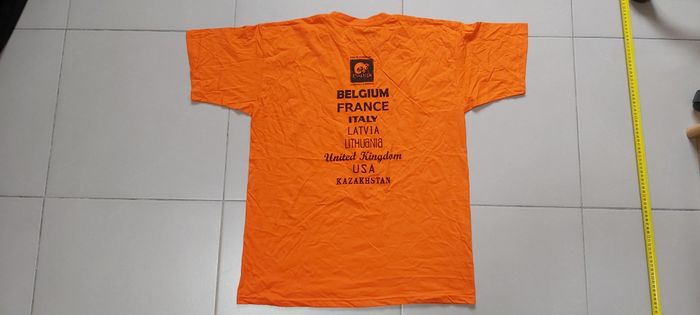 BELGIUM
FRANCE
ITALY
LATVIA
LITHUANIA
United Kingdom
USA
KAZAKHSTAN